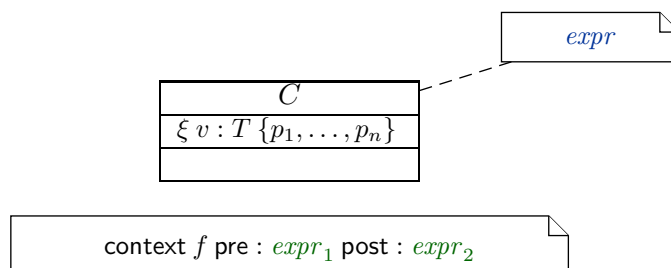 expr
C
ξ v : T {p₁, . . . , pₙ}
context f pre : expr₁ post : expr₂